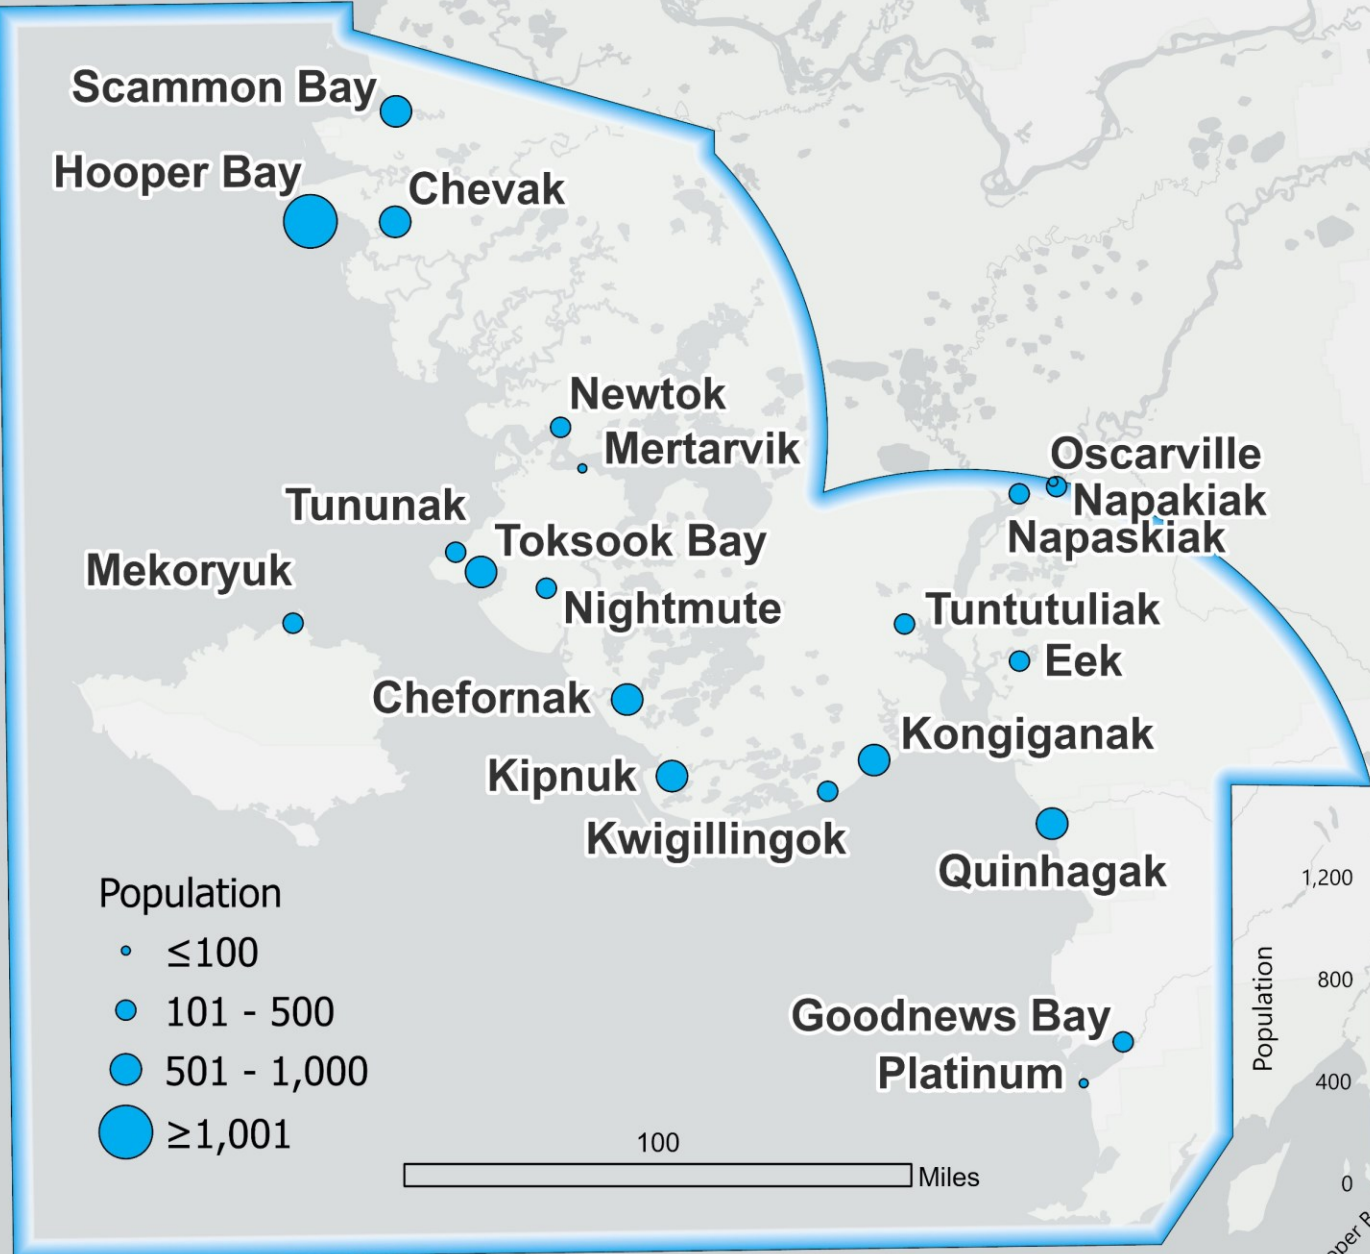 Scammon Bay
Hooper Bay
Chevak
Newtok
Mertarvik
Oscarville
Napakiak
Napaskiak
Tununak
Toksook Bay
Mekoryuk
Nightmute
Tuntutuliak
Eek
Chefornak
Kongiganak
Kipnuk
Kwigillingok
Quinhagak
Goodnews Bay
Platinum
Population
≤100
101 - 500
501 - 1,000
≥1,001
100
Miles
Population
1,200
800
400
0